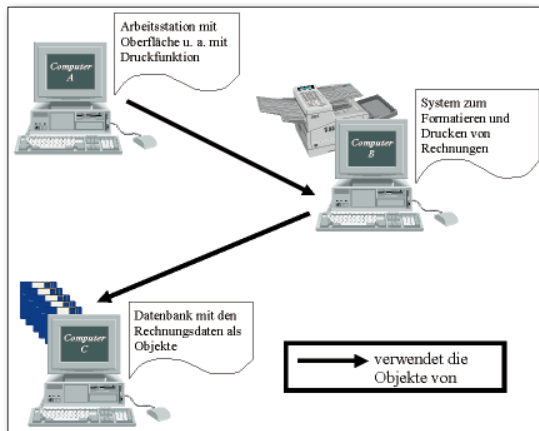 Arbeitsstation mit
Oberfläche u. a. mit
Druckfunktion
Computer
A
System zum
Formatieren und
Drucken von
Rechnungen
Computer
B
Datenbank mit den
Rechnungsdaten als
Objekte
Computer
C
verwendet die
Objekte von